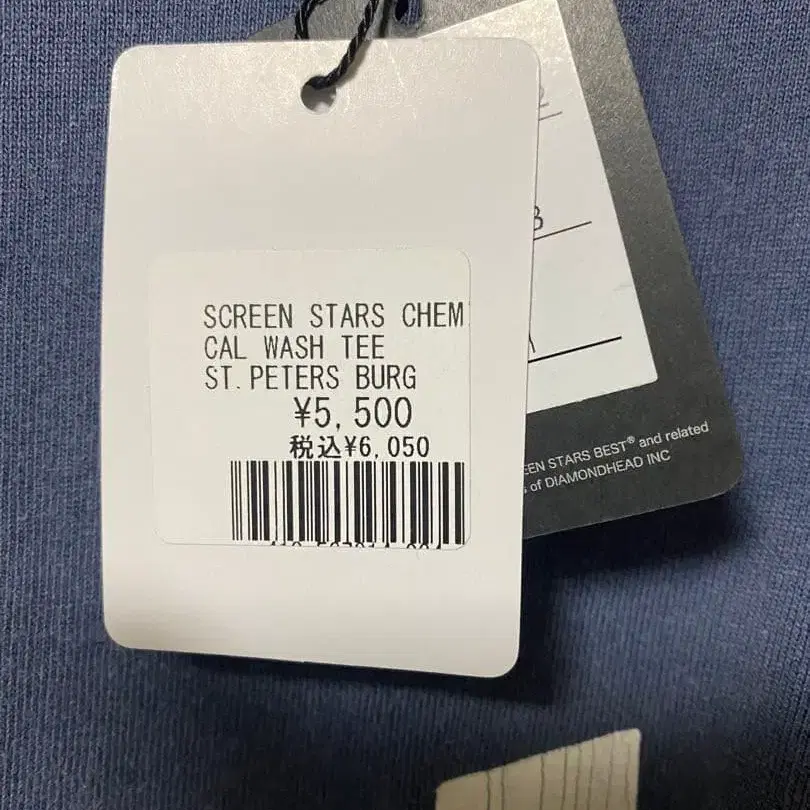 SCREEN STARS CHEM
CAL WASH TEE
ST.PETERS BURG
¥5,500
税込¥6,050
EEN STARS BEST® and related
of DIAMONDHEAD INC